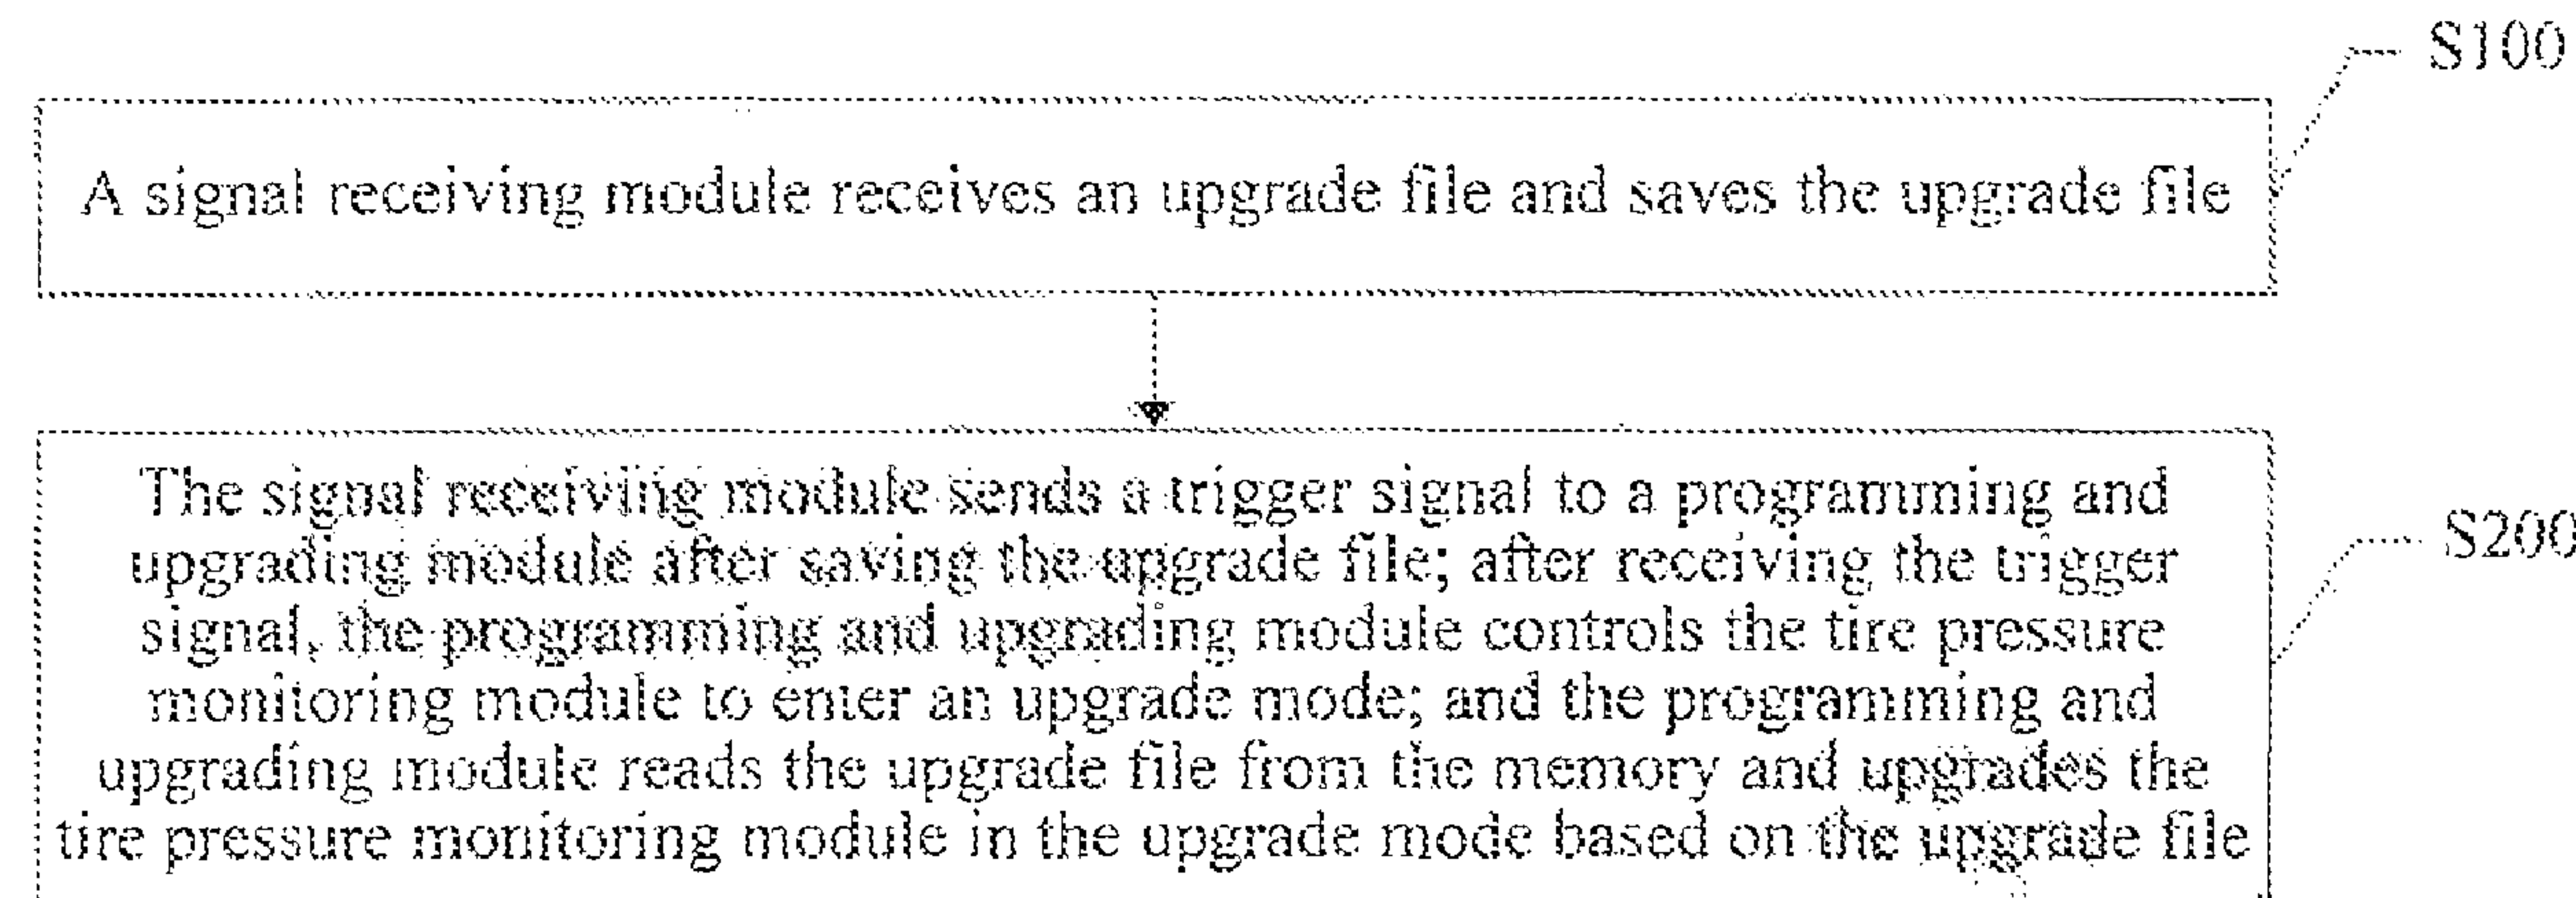 S100
A signal receiving module receives an upgrade file and saves the upgrade file
The signal receiving module sends a trigger signal to a programming and
upgrading module after saving the upgrade file; after receiving the trigger
S200
signal, the programming and upgrading module controls the tire pressure
monitoring module to enter an upgrade mode; and the programming and
upgrading module reads the upgrade file from the memory and upgrades the
tire pressure monitoring module in the upgrade mode based on the upgrade file